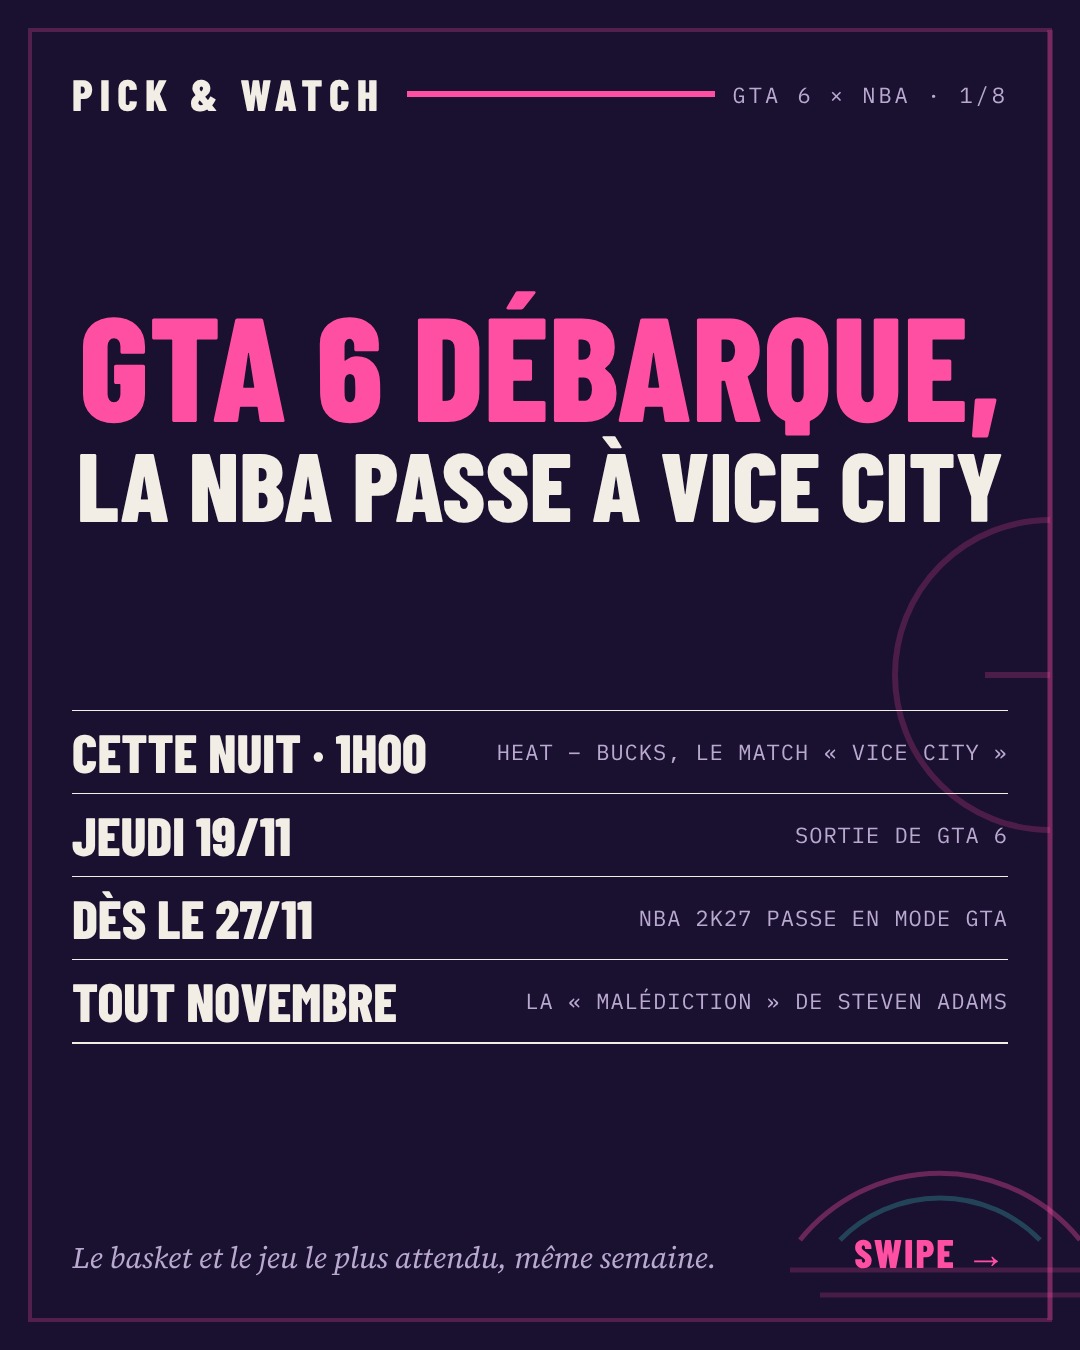 PICK & WATCH
GTA 6 × NBA · 1/8
GTA 6 DÉBARQUE,
LA NBA PASSE À VICE CITY
CETTE NUIT · 1H00
HEAT – BUCKS, LE MATCH « VICE CITY »
JEUDI 19/11
SORTIE DE GTA 6
DÈS LE 27/11
NBA 2K27 PASSE EN MODE GTA
TOUT NOVEMBRE
LA « MALÉDICTION » DE STEVEN ADAMS
Le basket et le jeu le plus attendu, même semaine.
SWIPE →